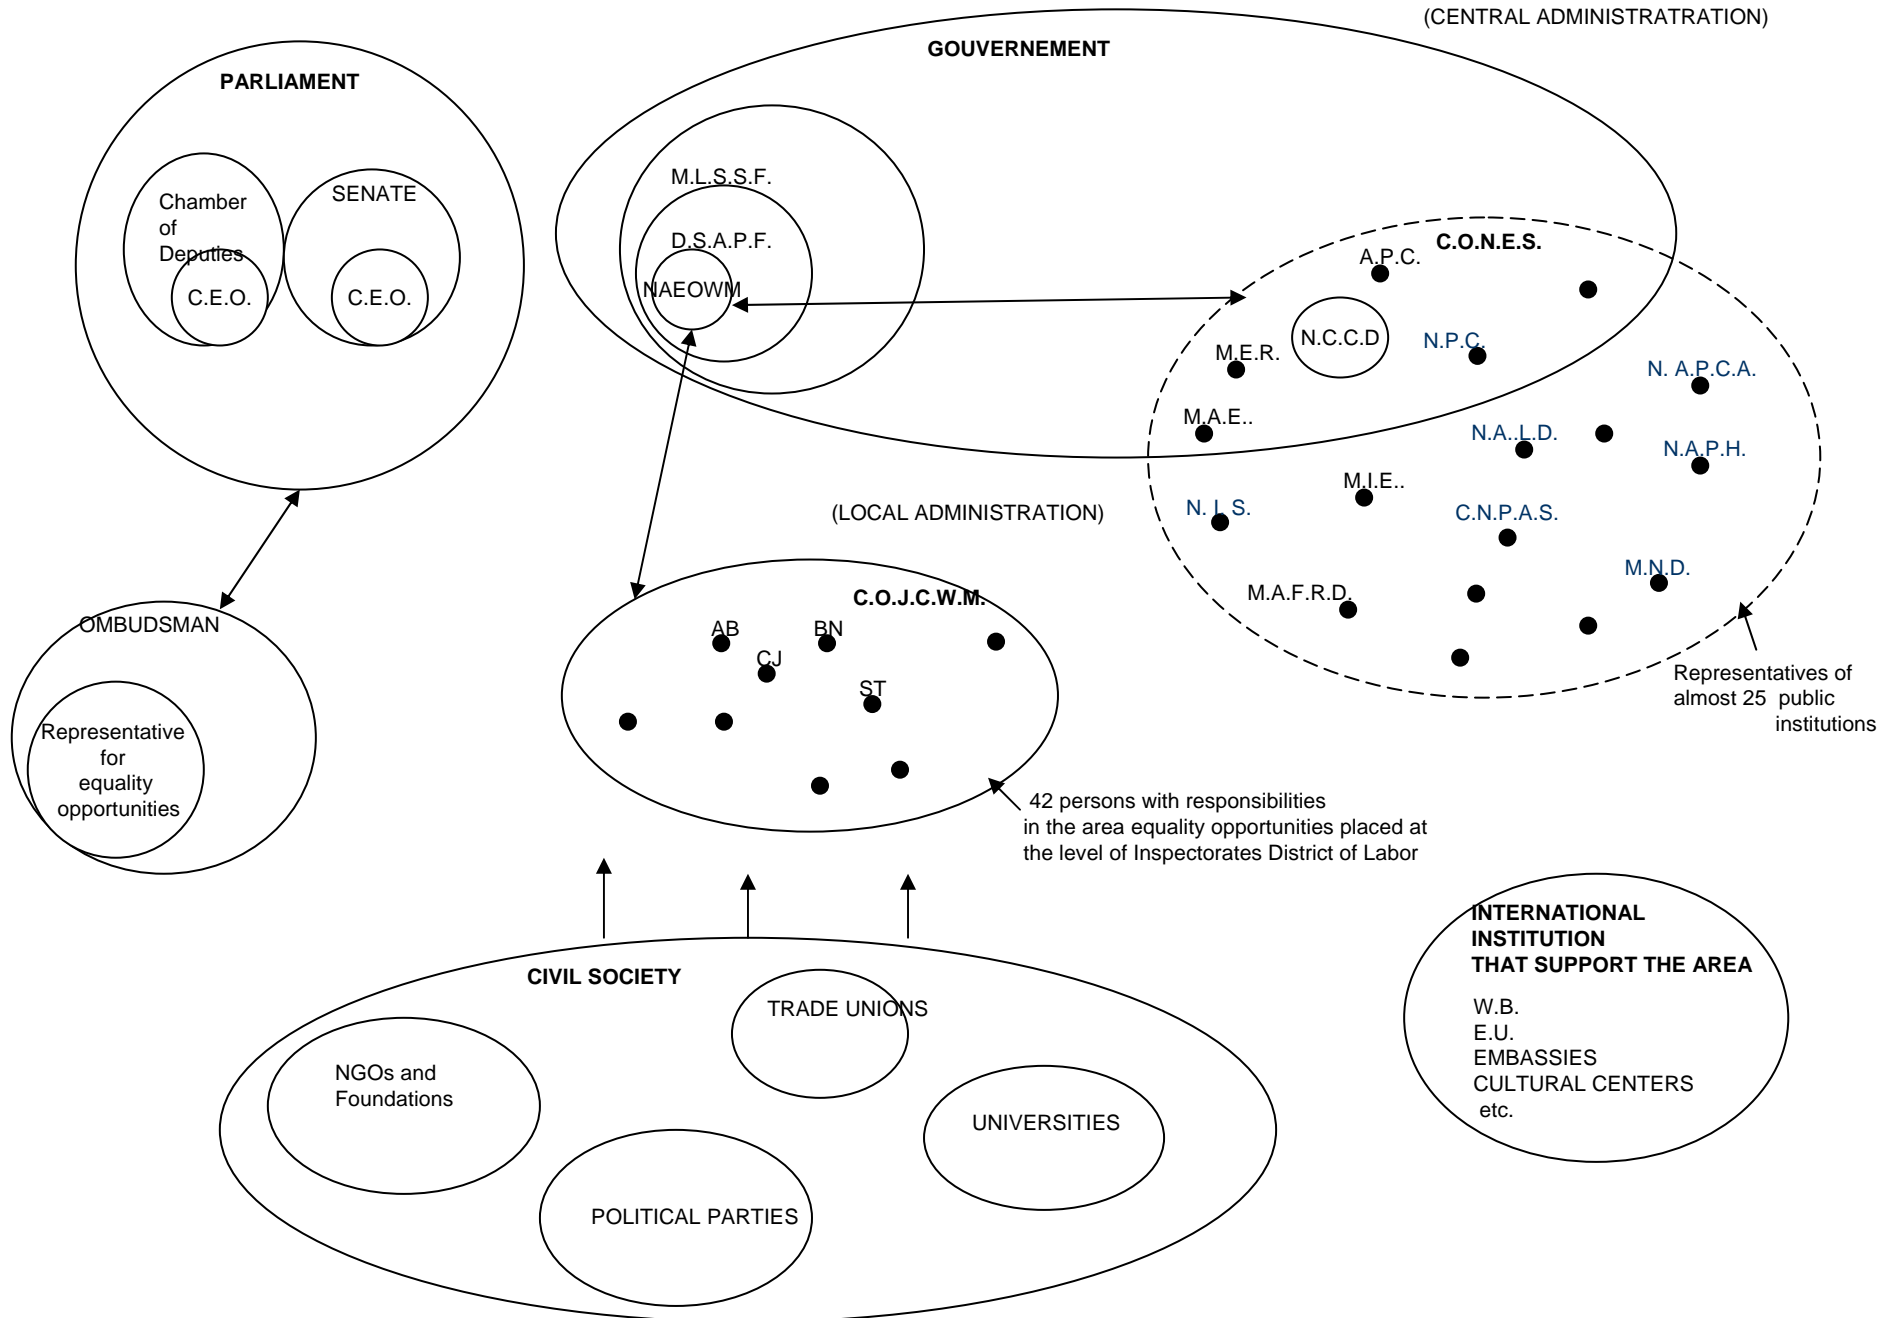 (CENTRAL ADMINISTRATRATION)
GOUVERNEMENT
PARLIAMENT
Chamber
of
Deputies
SENATE
C.E.O.
C.E.O.
M.L.S.S.F.
D.S.A.P.F.
NAEOWM
C.O.N.E.S.
A.P.C.
N.C.C.D
N.P.C.
M.E.R.
N. A.P.C.A.
M.A.E..
N.A..L.D.
N.A.P.H.
M.I.E..
N. I. S.
C.N.P.A.S.
M.N.D.
M.A.F.R.D.
Representatives of
almost 25 public
institutions
(LOCAL ADMINISTRATION)
C.O.J.C.W.M.
AB
BN
CJ
ST
42 persons with responsibilities
in the area equality opportunities placed at
the level of Inspectorates District of Labor
OMBUDSMAN
Representative
for
equality
opportunities
CIVIL SOCIETY
TRADE UNIONS
NGOs and
Foundations
UNIVERSITIES
POLITICAL PARTIES
INTERNATIONAL
INSTITUTION
THAT SUPPORT THE AREA
W.B.
E.U.
EMBASSIES
CULTURAL CENTERS
etc.